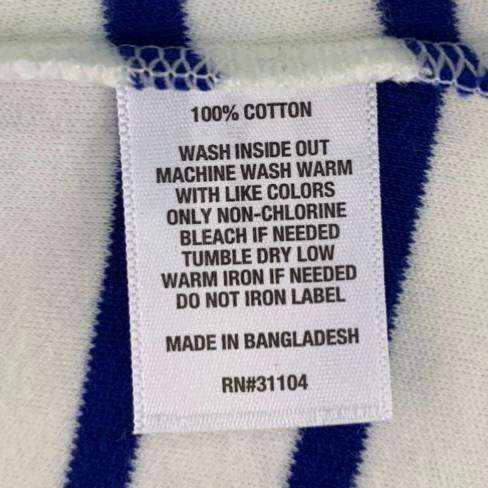 100% COTTON
WASH INSIDE OUT
MACHINE WASH WARM
WITH LIKE COLORS
ONLY NON-CHLORINE
BLEACH IF NEEDED
TUMBLE DRY LOW
WARM IRON IF NEEDED
DO NOT IRON LABEL
MADE IN BANGLADESH
RN#31104